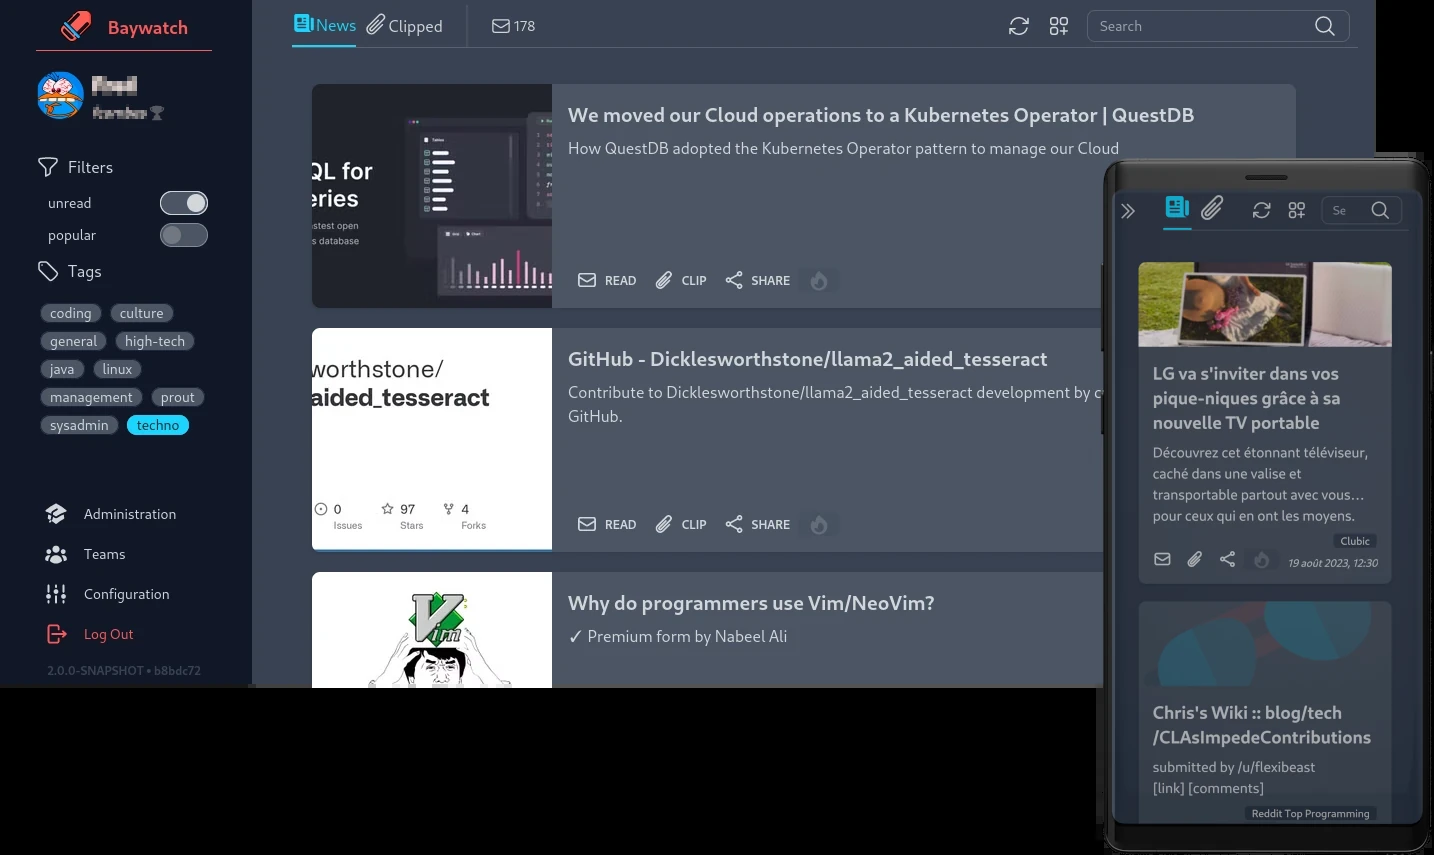 Baywatch
Filters
unread
popular
Tags
coding
culture
general
high-tech
java
linux
management
prout
sysadmin
techno
Administration
Teams
Configuration
Log Out
2.0.0-SNAPSHOT • b8bdc72
News
Clipped
178
Search
QL for
eries
astest open
s database
We moved our Cloud operations to a Kubernetes Operator | QuestDB
How QuestDB adopted the Kubernetes Operator pattern to manage our Cloud
READ
CLIP
SHARE
worthstone/
aided_tesseract
0
Issues
97
Stars
4
Forks
GitHub - Dicklesworthstone/llama2_aided_tesseract
Contribute to Dicklesworthstone/llama2_aided_tesseract development by c
GitHub.
READ
CLIP
SHARE
Vim
Why do programmers use Vim/NeoVim?
✓ Premium form by Nabeel Ali
Se
LG va s'inviter dans vos
pique-niques grâce à sa
nouvelle TV portable
Découvrez cet étonnant téléviseur,
caché dans une valise et
transportable partout avec vous…
pour ceux qui en ont les moyens.
Clubic
19 août 2023, 12:30
Chris's Wiki :: blog/tech
/CLAsImpedeContributions
submitted by /u/flexibeast
[link] [comments]
Reddit Top Programming